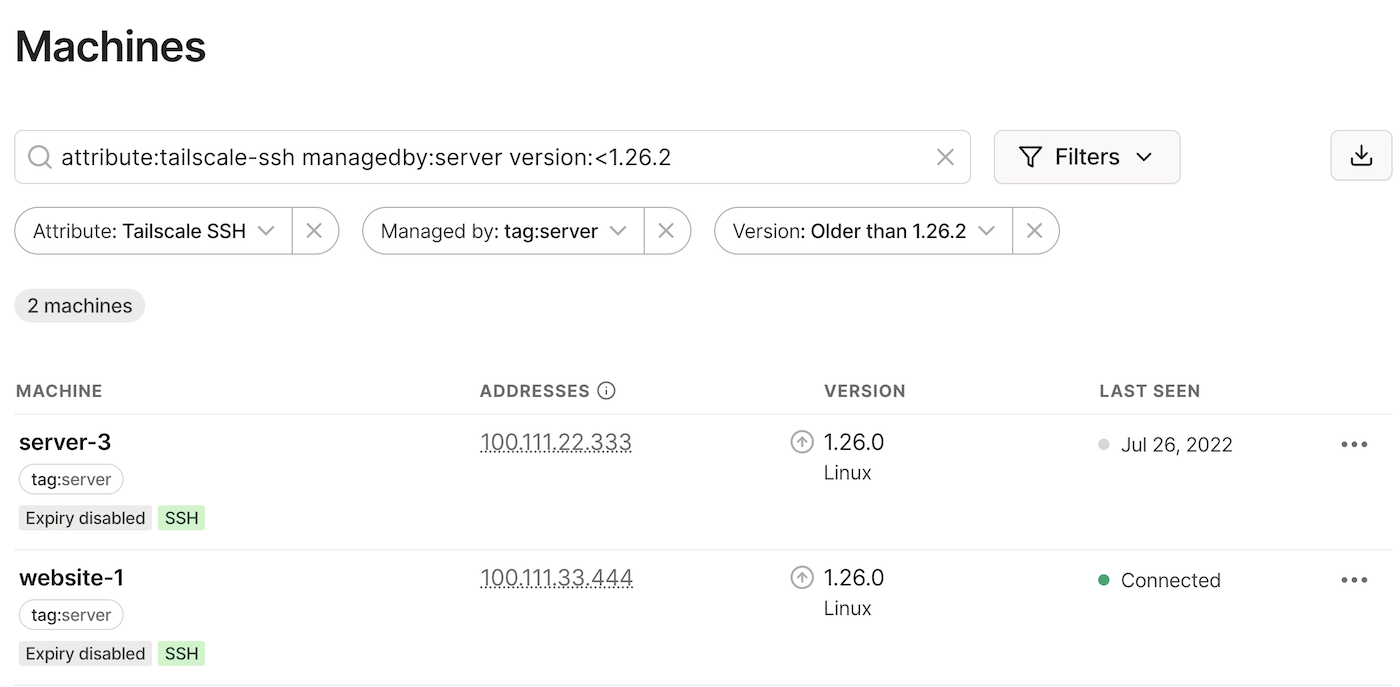 Machines
attribute:tailscale-ssh managedby:server version:<1.26.2
Filters
Attribute: Tailscale SSH
Managed by: tag:server
Version: Older than 1.26.2
2 machines
MACHINE ADDRESSES VERSION LAST SEEN
server-3 100.111.22.333 1.26.0 Jul 26, 2022
Linux
tag:server
Expiry disabled SSH
website-1 100.111.33.444 1.26.0 Connected
Linux
tag:server
Expiry disabled SSH